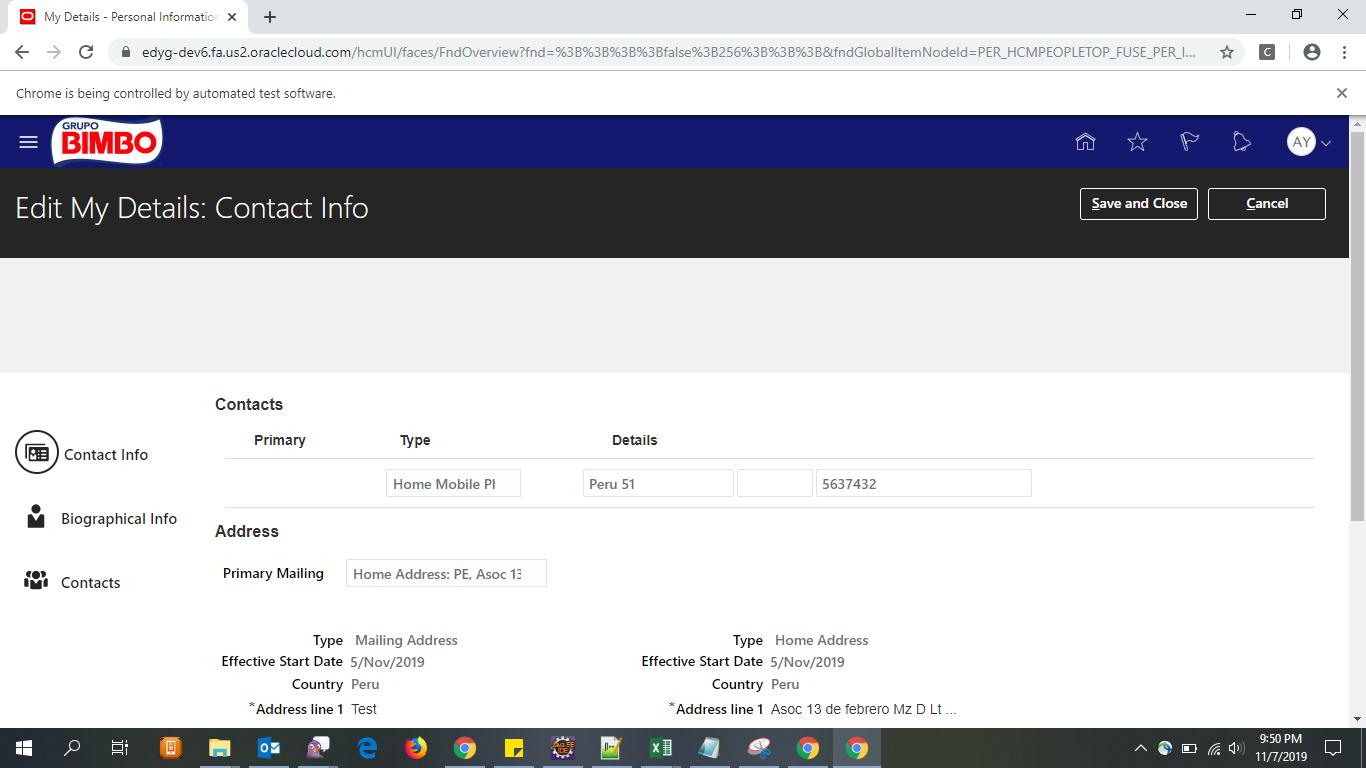 My Details - Personal Information
edyg-dev6.fa.us2.oraclecloud.com/hcmUI/faces/FndOverview?fnd=%3B%3B%3B%3Bfalse%3B256%3B%3B%3B&fndGlobalItemNodeId=PER_HCMPEOPLETOP_FUSE_PER_I...
C
Chrome is being controlled by automated test software.
GRUPO
BIMBO
AY
Edit My Details: Contact Info
Save and Close
Cancel
Contact Info
Biographical Info
Contacts
Contacts
Primary Type Details
Home Mobile Pl Peru 51 5637432
Address
Primary Mailing Home Address: PE, Asoc 13
Type Mailing Address
Effective Start Date 5/Nov/2019
Country Peru
*Address line 1 Test
Type Home Address
Effective Start Date 5/Nov/2019
Country Peru
*Address line 1 Asoc 13 de febrero Mz D Lt ...
9:50 PM
11/7/2019